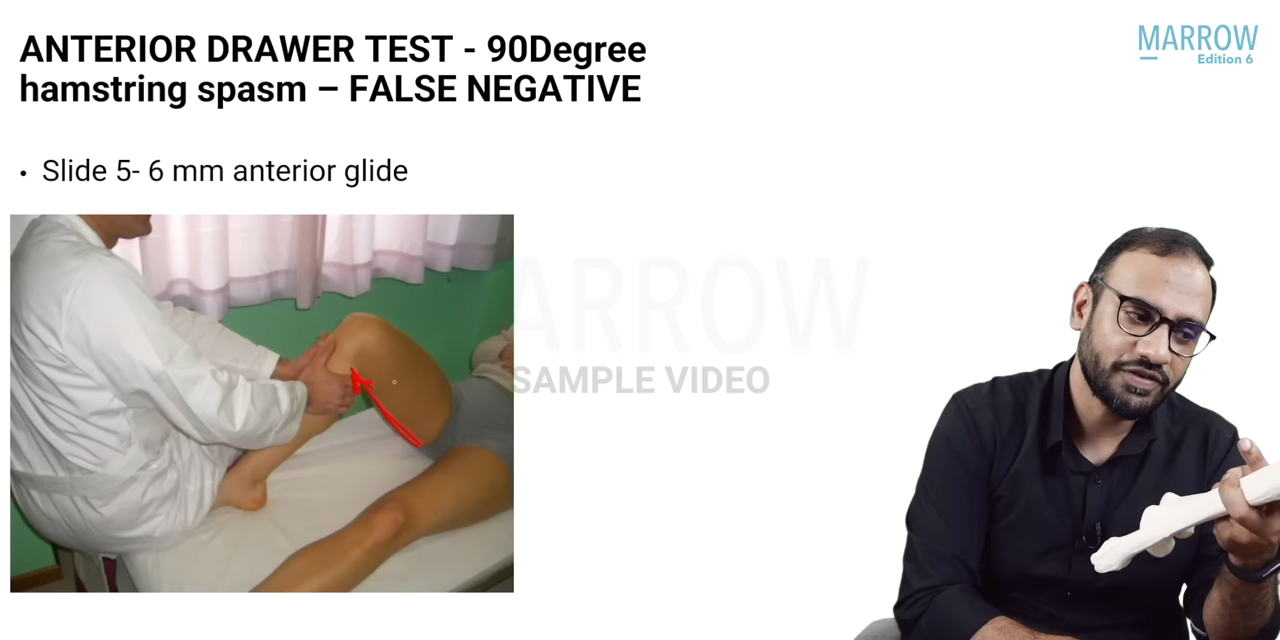 ANTERIOR DRAWER TEST - 90Degree
hamstring spasm – FALSE NEGATIVE
MARROW
Edition 6
• Slide 5- 6 mm anterior glide
MARROW
SAMPLE VIDEO